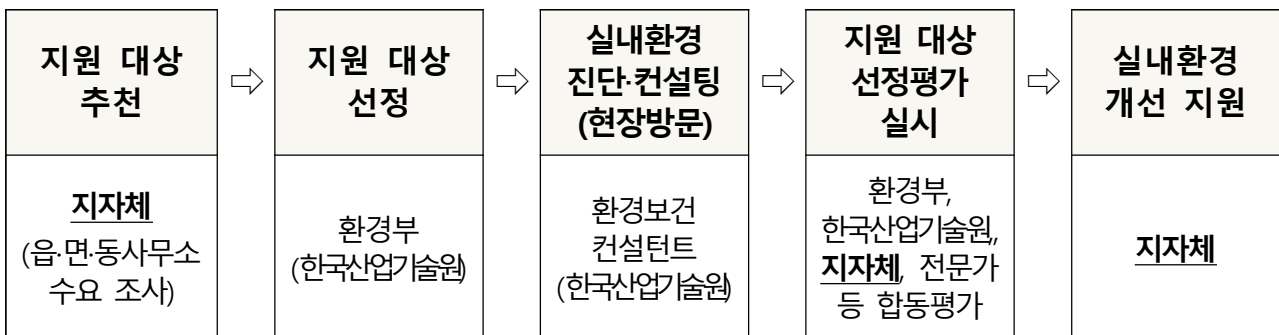 지원 대상
추천
⇨
지원 대상
선정
⇨
실내환경
진단·컨설팅
(현장방문)
⇨
지원 대상
선정평가
실시
⇨
실내환경
개선 지원
지자체
(읍·면·동사무소
수요 조사)
환경부
(한국산업기술원)
환경보건
컨설턴트
(한국산업기술원)
환경부,
한국산업기술원,
지자체, 전문가
등 합동평가
지자체